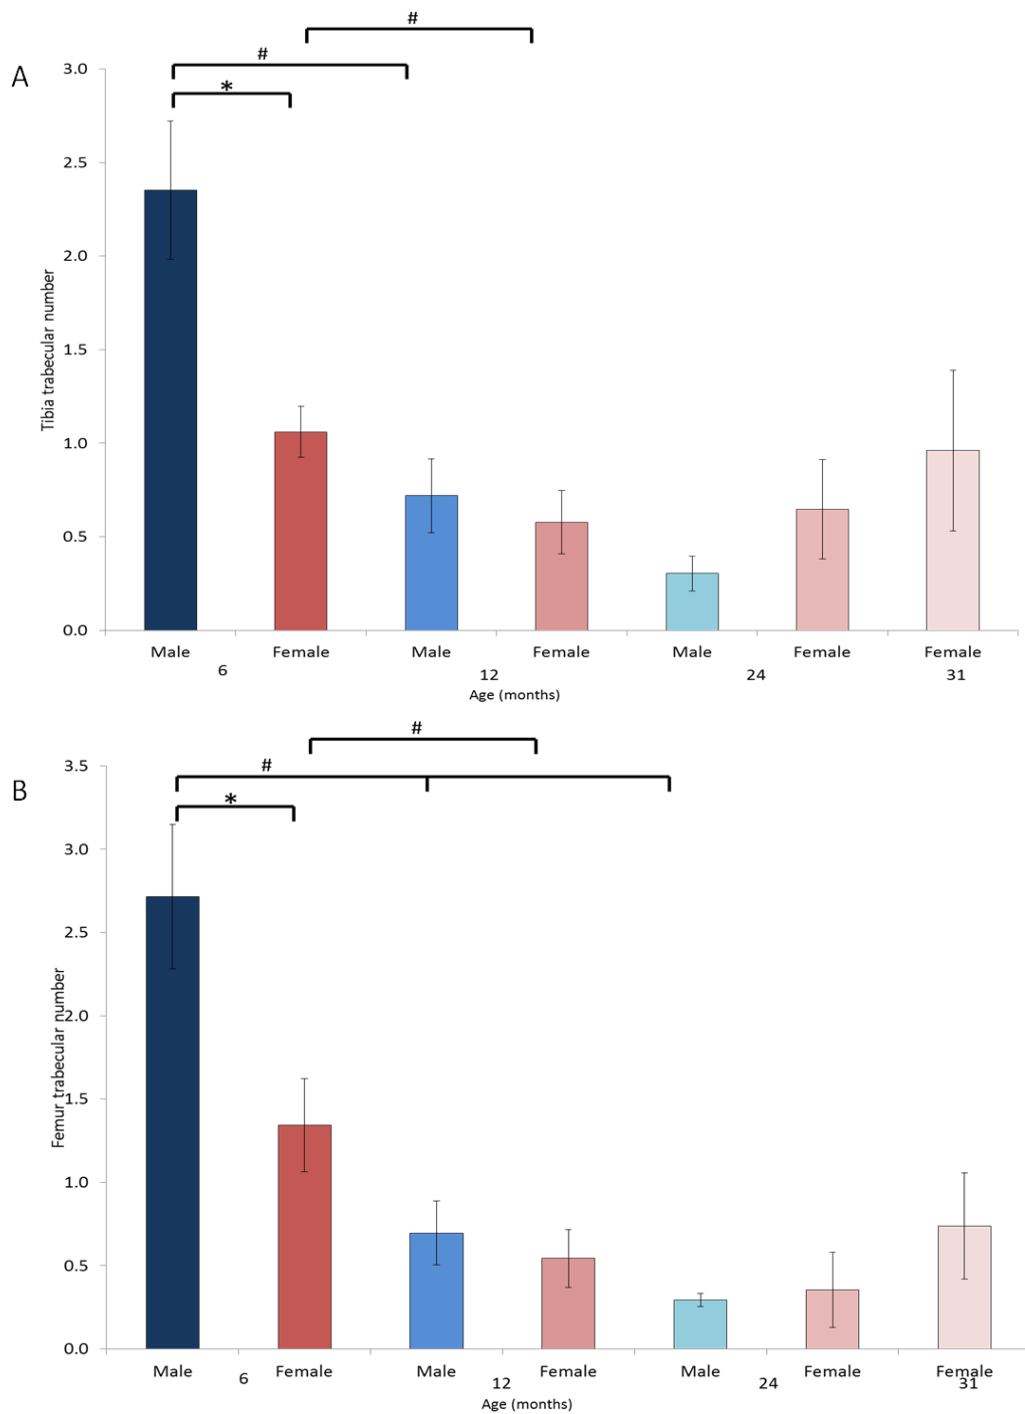 #
#
A
*
3.0
2.5
2.0
1.5
1.0
0.5
0.0
Tibia trabecular number
Male Female Male Female Male Female Female
6 12 24 31
Age (months)
#
#
B
*
3.5
3.0
2.5
2.0
1.5
1.0
0.5
0.0
Femur trabecular number
Male Female Male Female Male Female Female
6 12 24 31
Age (months)